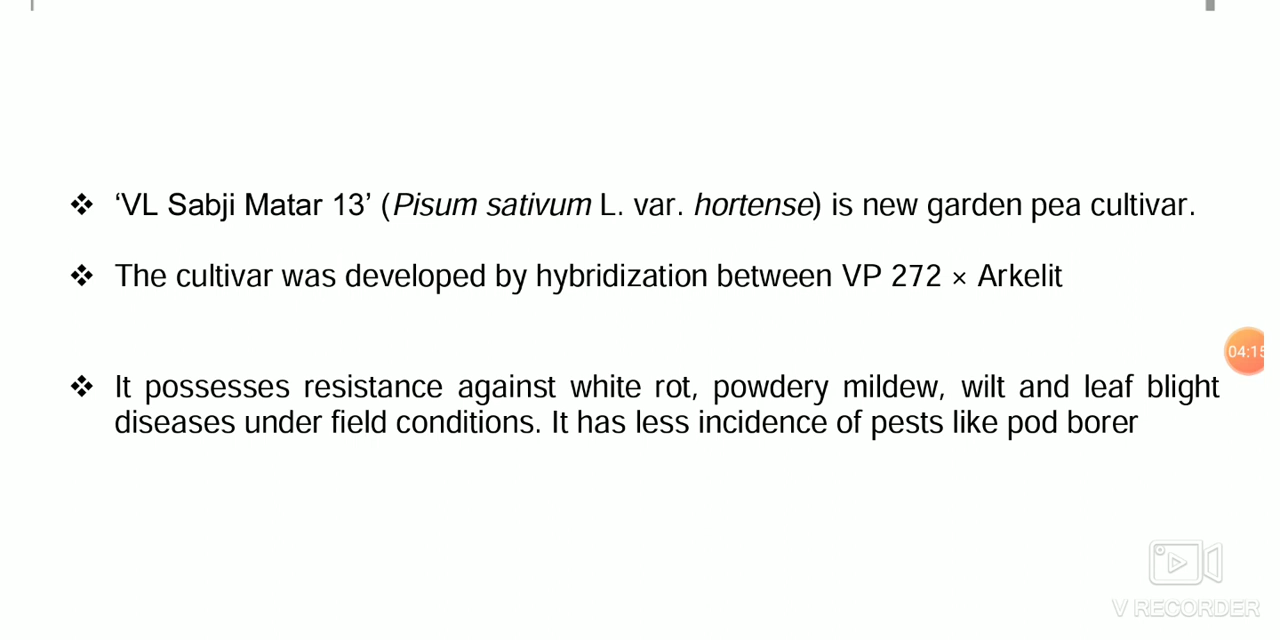 ❖ ‘VL Sabji Matar 13’ (Pisum sativum L. var. hortense) is new garden pea cultivar.
❖ The cultivar was developed by hybridization between VP 272 × Arkelit
❖ It possesses resistance against white rot, powdery mildew, wilt and leaf blight
diseases under field conditions. It has less incidence of pests like pod borer
04:15
V RECORDER